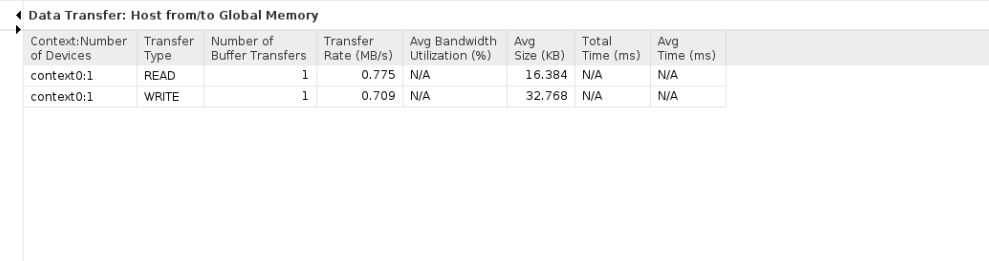 Data Transfer: Host from/to Global Memory
Context:Number of Devices Transfer Type Number of Buffer Transfers Transfer Rate (MB/s) Avg Bandwidth Utilization (%) Avg Size (KB) Total Time (ms) Avg Time (ms)
context0:1 READ 1 0.775 N/A 16.384 N/A N/A
context0:1 WRITE 1 0.709 N/A 32.768 N/A N/A